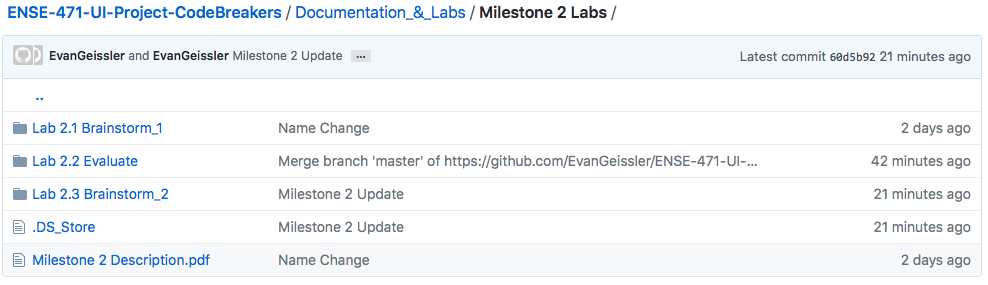 ENSE-471-UI-Project-CodeBreakers / Documentation_&_Labs / Milestone 2 Labs /
EvanGeissler and EvanGeissler Milestone 2 Update ... Latest commit 60d5b92 21 minutes ago
..
Lab 2.1 Brainstorm_1 Name Change 2 days ago
Lab 2.2 Evaluate Merge branch 'master' of https://github.com/EvanGeissler/ENSE-471-UI-... 42 minutes ago
Lab 2.3 Brainstorm_2 Milestone 2 Update 21 minutes ago
.DS_Store Milestone 2 Update 21 minutes ago
Milestone 2 Description.pdf Name Change 2 days ago